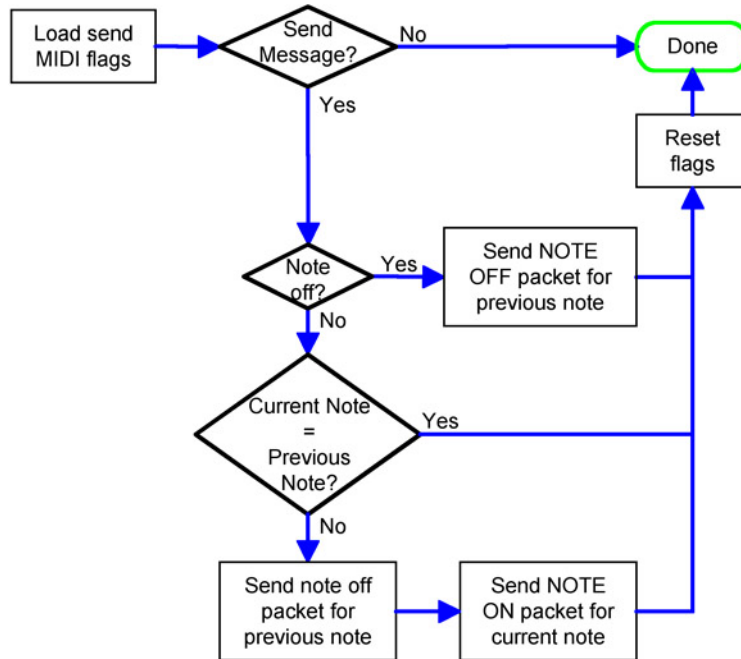 Load send
MIDI flags
Send
Message?
No
Done
Yes
Reset
flags
Note
off?
Yes
Send NOTE
OFF packet for
previous note
No
Current Note
=
Previous
Note?
Yes
No
Send note off
packet for
previous note
Send NOTE
ON packet for
current note